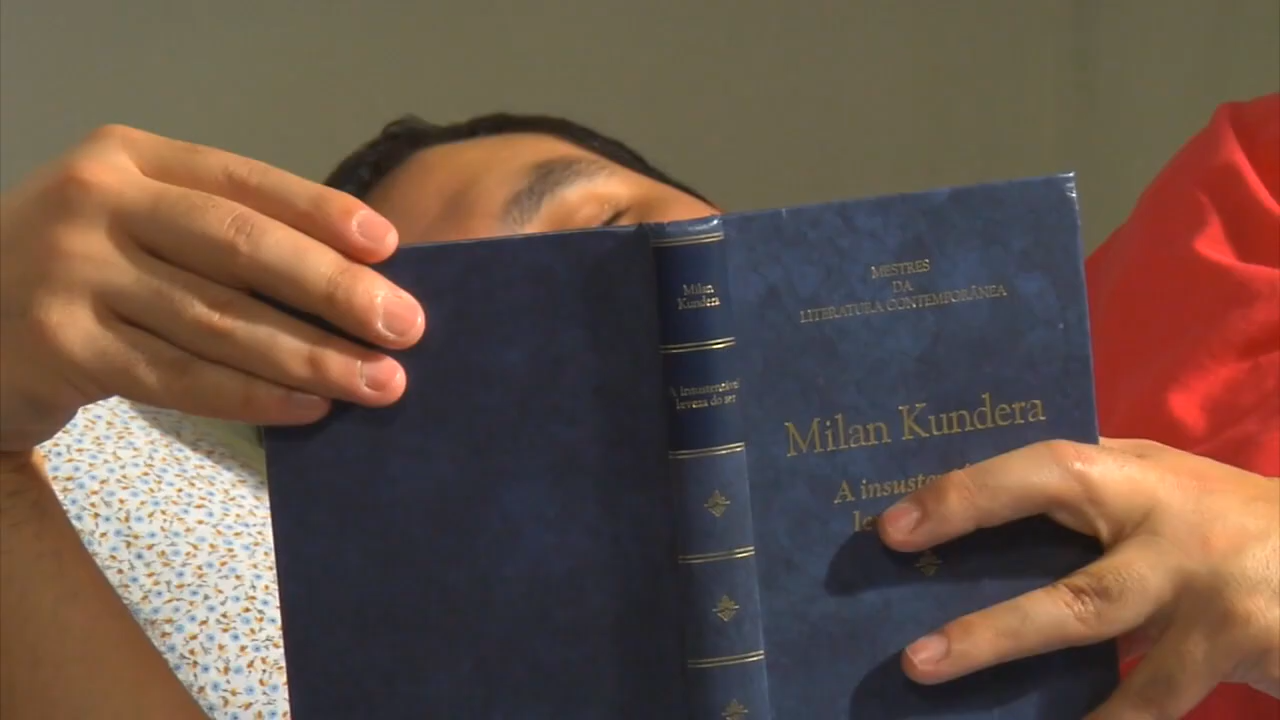 Milan
Kundera
A insustentável
leveza do ser
MESTRES
DA
LITERATURA CONTEMPORÂNEA
Milan Kundera
A